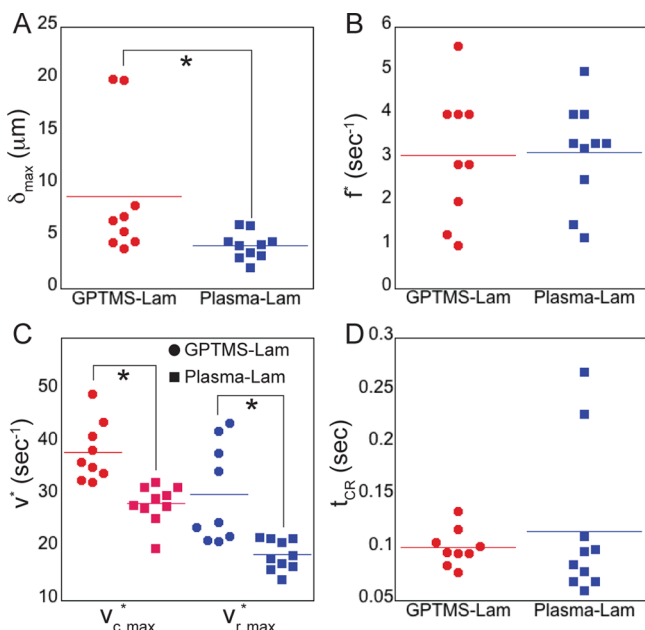 A
25
20
15
10
5
0
δmax (μm)
*
GPTMS-Lam Plasma-Lam
B
6
5
4
3
2
1
0
f* (sec-1)
GPTMS-Lam Plasma-Lam
C
50
40
30
20
10
v* (sec-1)
GPTMS-Lam
Plasma-Lam
*
*
v*c,max v*r,max
D
0.3
0.25
0.2
0.15
0.1
0.05
tCR (sec)
GPTMS-Lam Plasma-Lam